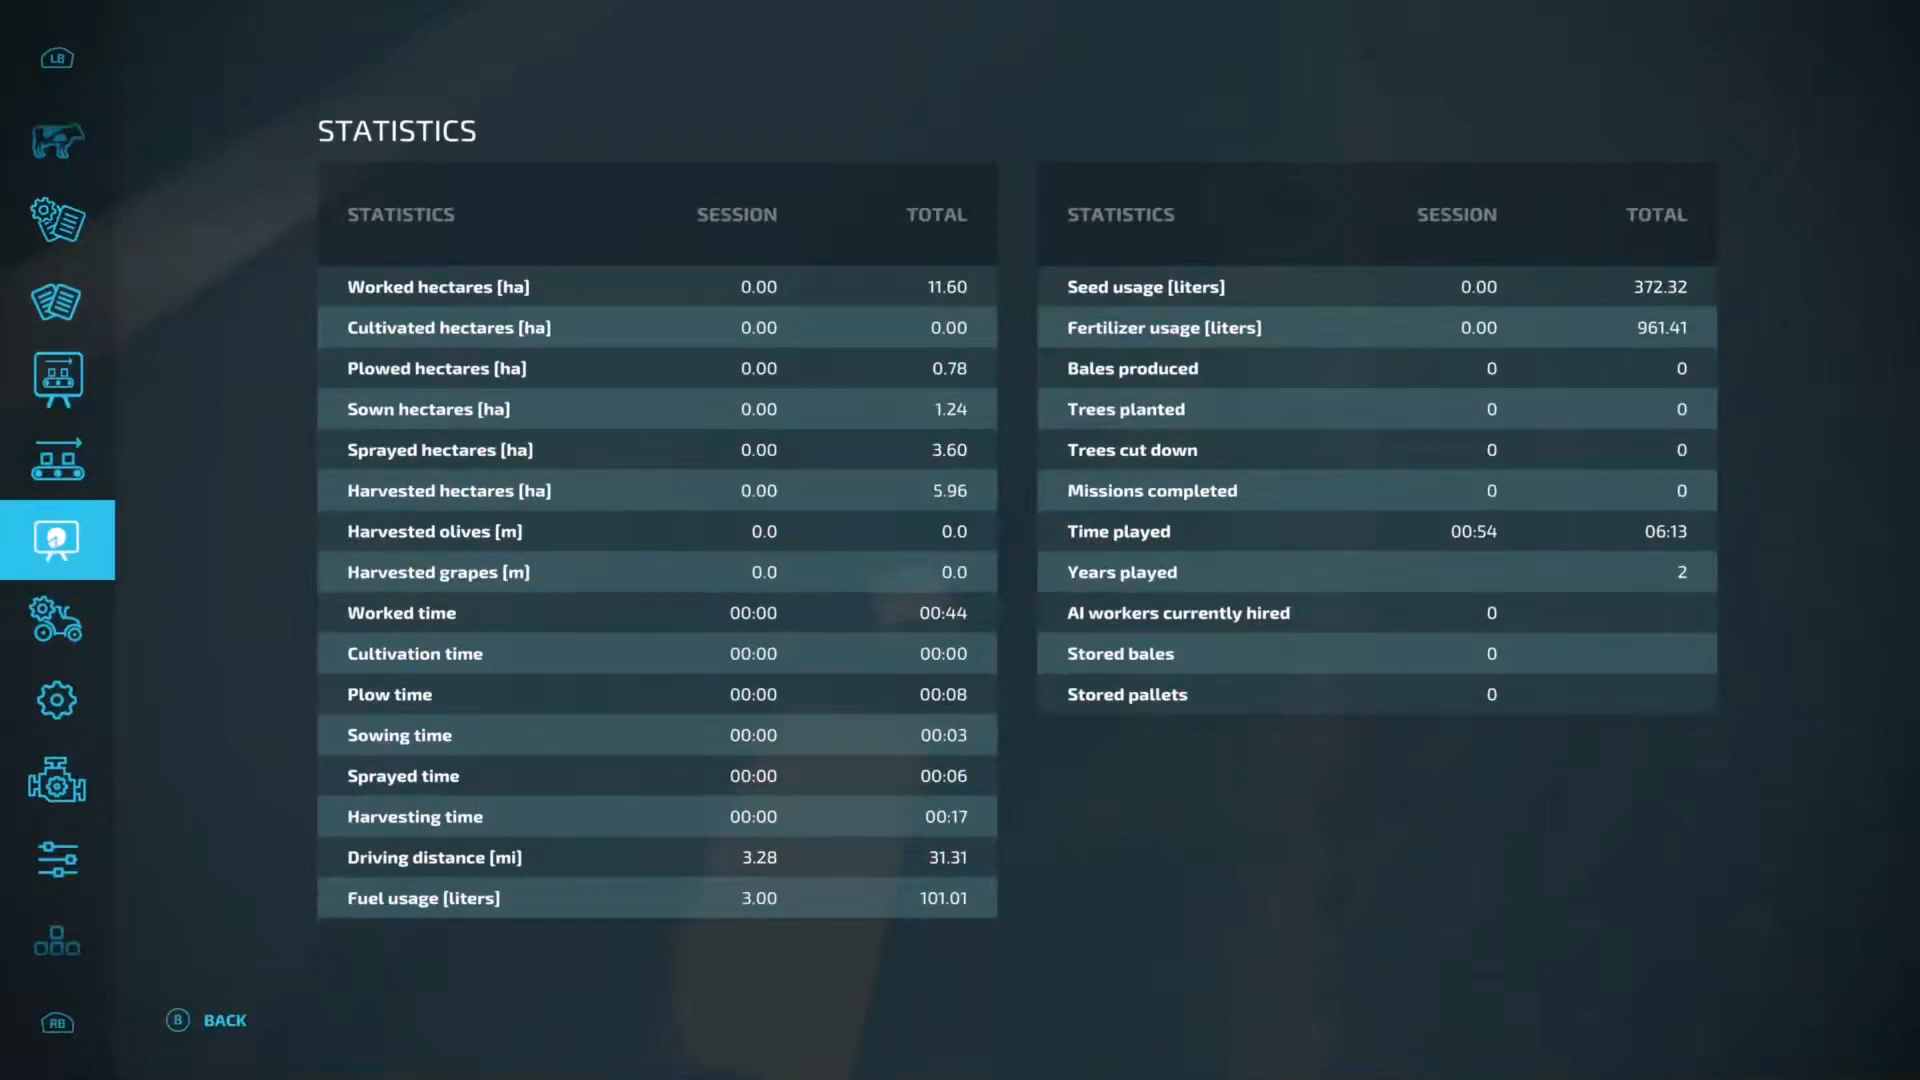 LB
STATISTICS
STATISTICS SESSION TOTAL
Worked hectares [ha] 0.00 11.60
Cultivated hectares [ha] 0.00 0.00
Plowed hectares [ha] 0.00 0.78
Sown hectares [ha] 0.00 1.24
Sprayed hectares [ha] 0.00 3.60
Harvested hectares [ha] 0.00 5.96
Harvested olives [m] 0.0 0.0
Harvested grapes [m] 0.0 0.0
Worked time 00:00 00:44
Cultivation time 00:00 00:00
Plow time 00:00 00:08
Sowing time 00:00 00:03
Sprayed time 00:00 00:06
Harvesting time 00:00 00:17
Driving distance [mi] 3.28 31.31
Fuel usage [liters] 3.00 101.01
STATISTICS SESSION TOTAL
Seed usage [liters] 0.00 372.32
Fertilizer usage [liters] 0.00 961.41
Bales produced 0 0
Trees planted 0 0
Trees cut down 0 0
Missions completed 0 0
Time played 00:54 06:13
Years played 2
AI workers currently hired 0
Stored bales 0
Stored pallets 0
RB
B BACK